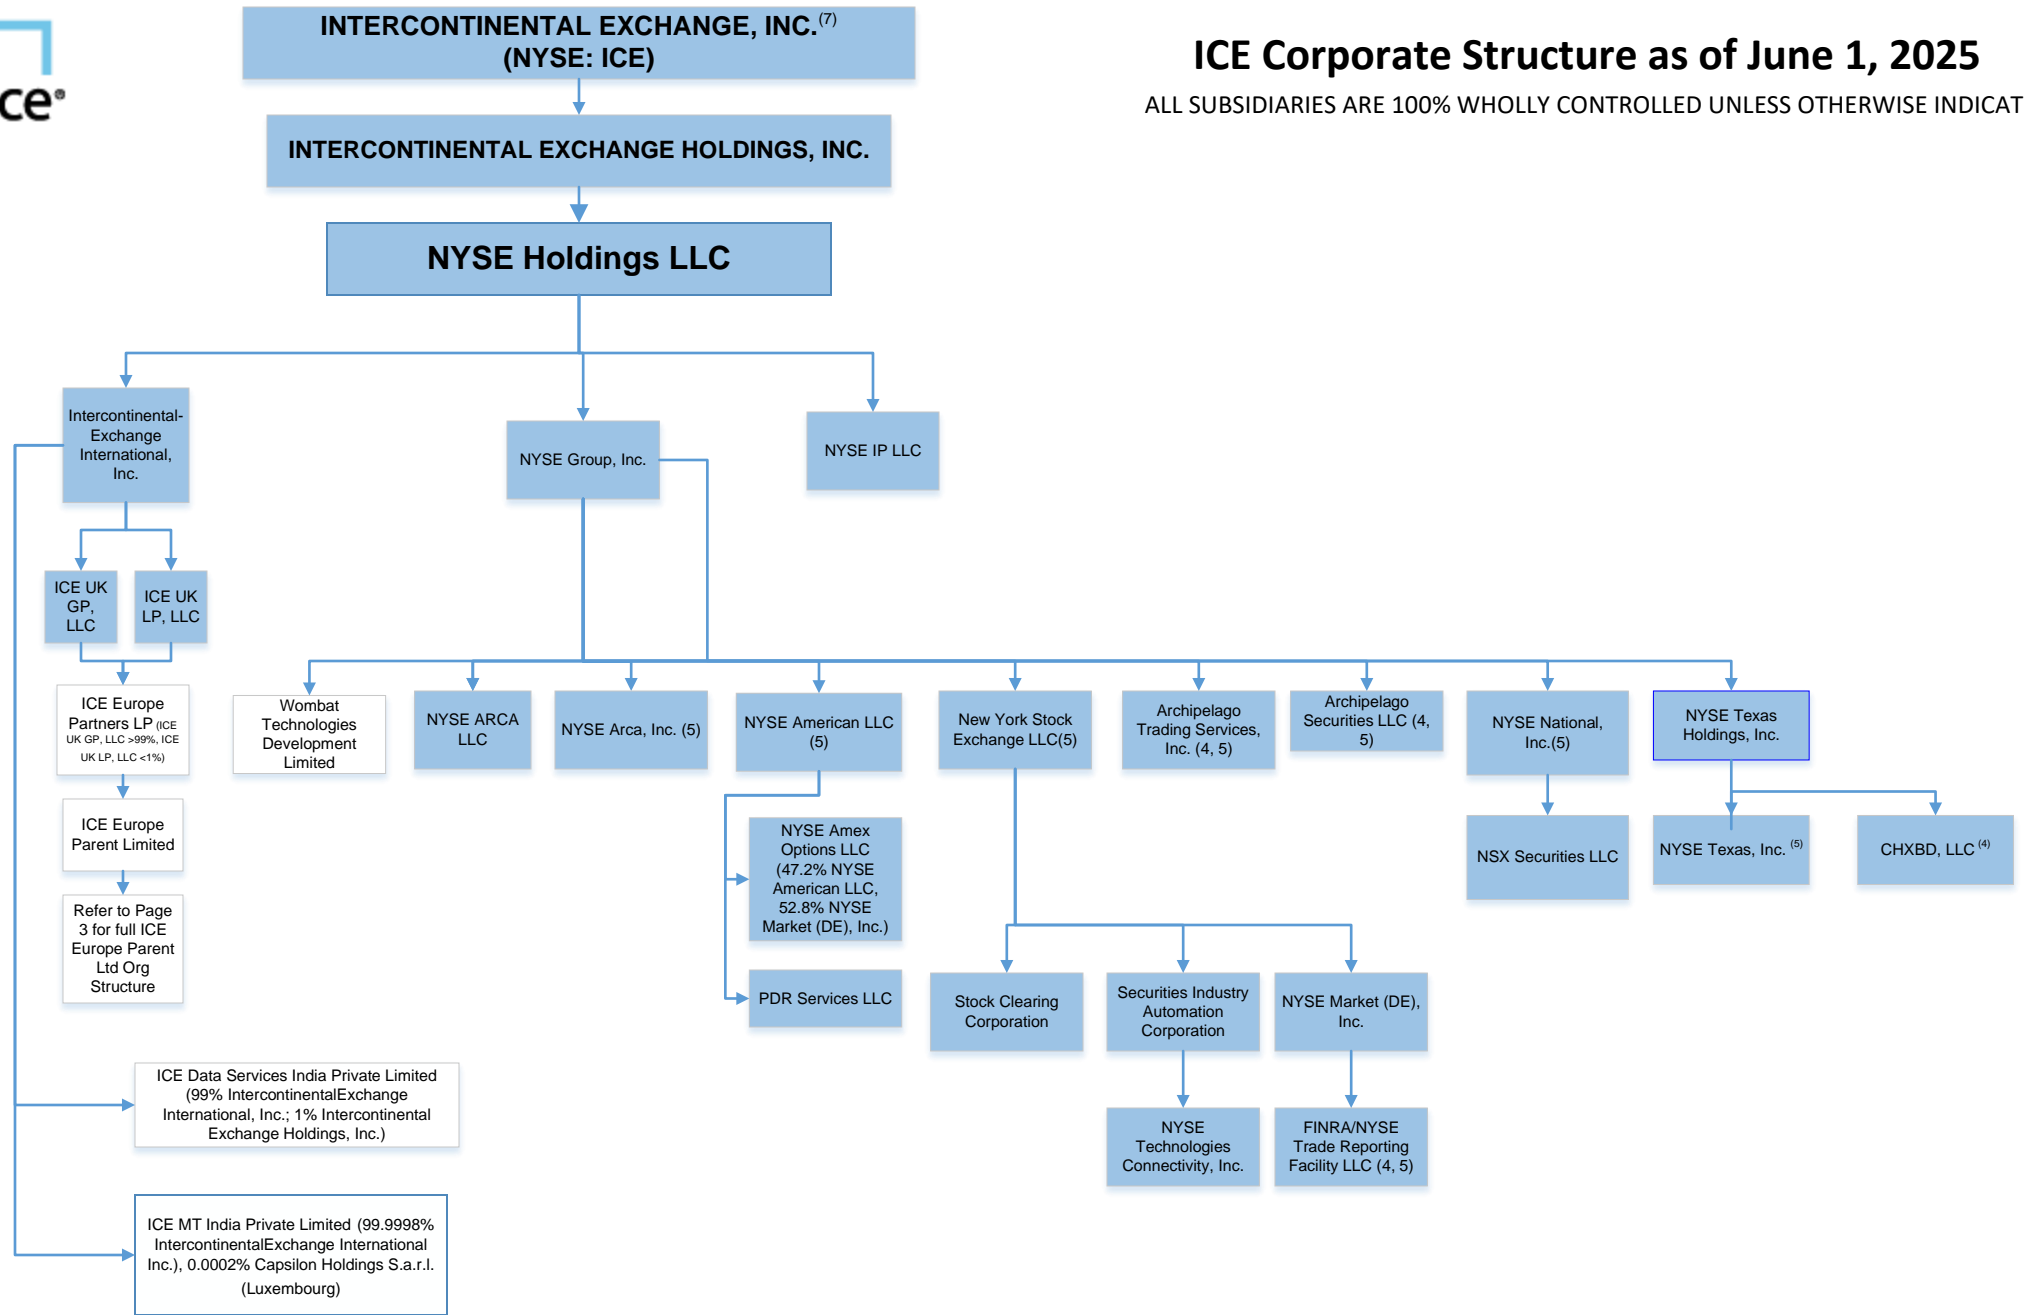 INTERCONTINENTAL EXCHANGE, INC.(7)
(NYSE: ICE)
ce®
ICE Corporate Structure as of June 1, 2025
ALL SUBSIDIARIES ARE 100% WHOLLY CONTROLLED UNLESS OTHERWISE INDICAT
INTERCONTINENTAL EXCHANGE HOLDINGS, INC.
NYSE Holdings LLC
Intercontinental-
Exchange
International,
Inc.
NYSE Group, Inc.
NYSE IP LLC
ICE UK
GP,
LLC
ICE UK
LP, LLC
ICE Europe
Partners LP (ICE
UK GP, LLC >99%, ICE
UK LP, LLC <1%)
ICE Europe
Parent Limited
Refer to Page
3 for full ICE
Europe Parent
Ltd Org
Structure
Wombat
Technologies
Development
Limited
NYSE ARCA
LLC
NYSE Arca, Inc. (5)
NYSE American LLC
(5)
New York Stock
Exchange LLC(5)
Archipelago
Trading Services,
Inc. (4, 5)
Archipelago
Securities LLC (4,
5)
NYSE National,
Inc.(5)
NYSE Texas
Holdings, Inc.
NYSE Amex
Options LLC
(47.2% NYSE
American LLC,
52.8% NYSE
Market (DE), Inc.)
PDR Services LLC
NSX Securities LLC
NYSE Texas, Inc. (5)
CHXBD, LLC (4)
Stock Clearing
Corporation
Securities Industry
Automation
Corporation
NYSE Market (DE),
Inc.
NYSE
Technologies
Connectivity, Inc.
FINRA/NYSE
Trade Reporting
Facility LLC (4, 5)
ICE Data Services India Private Limited
(99% IntercontinentalExchange
International, Inc.; 1% Intercontinental
Exchange Holdings, Inc.)
ICE MT India Private Limited (99.9998%
IntercontinentalExchange International
Inc.), 0.0002% Capsilon Holdings S.a.r.l.
(Luxembourg)